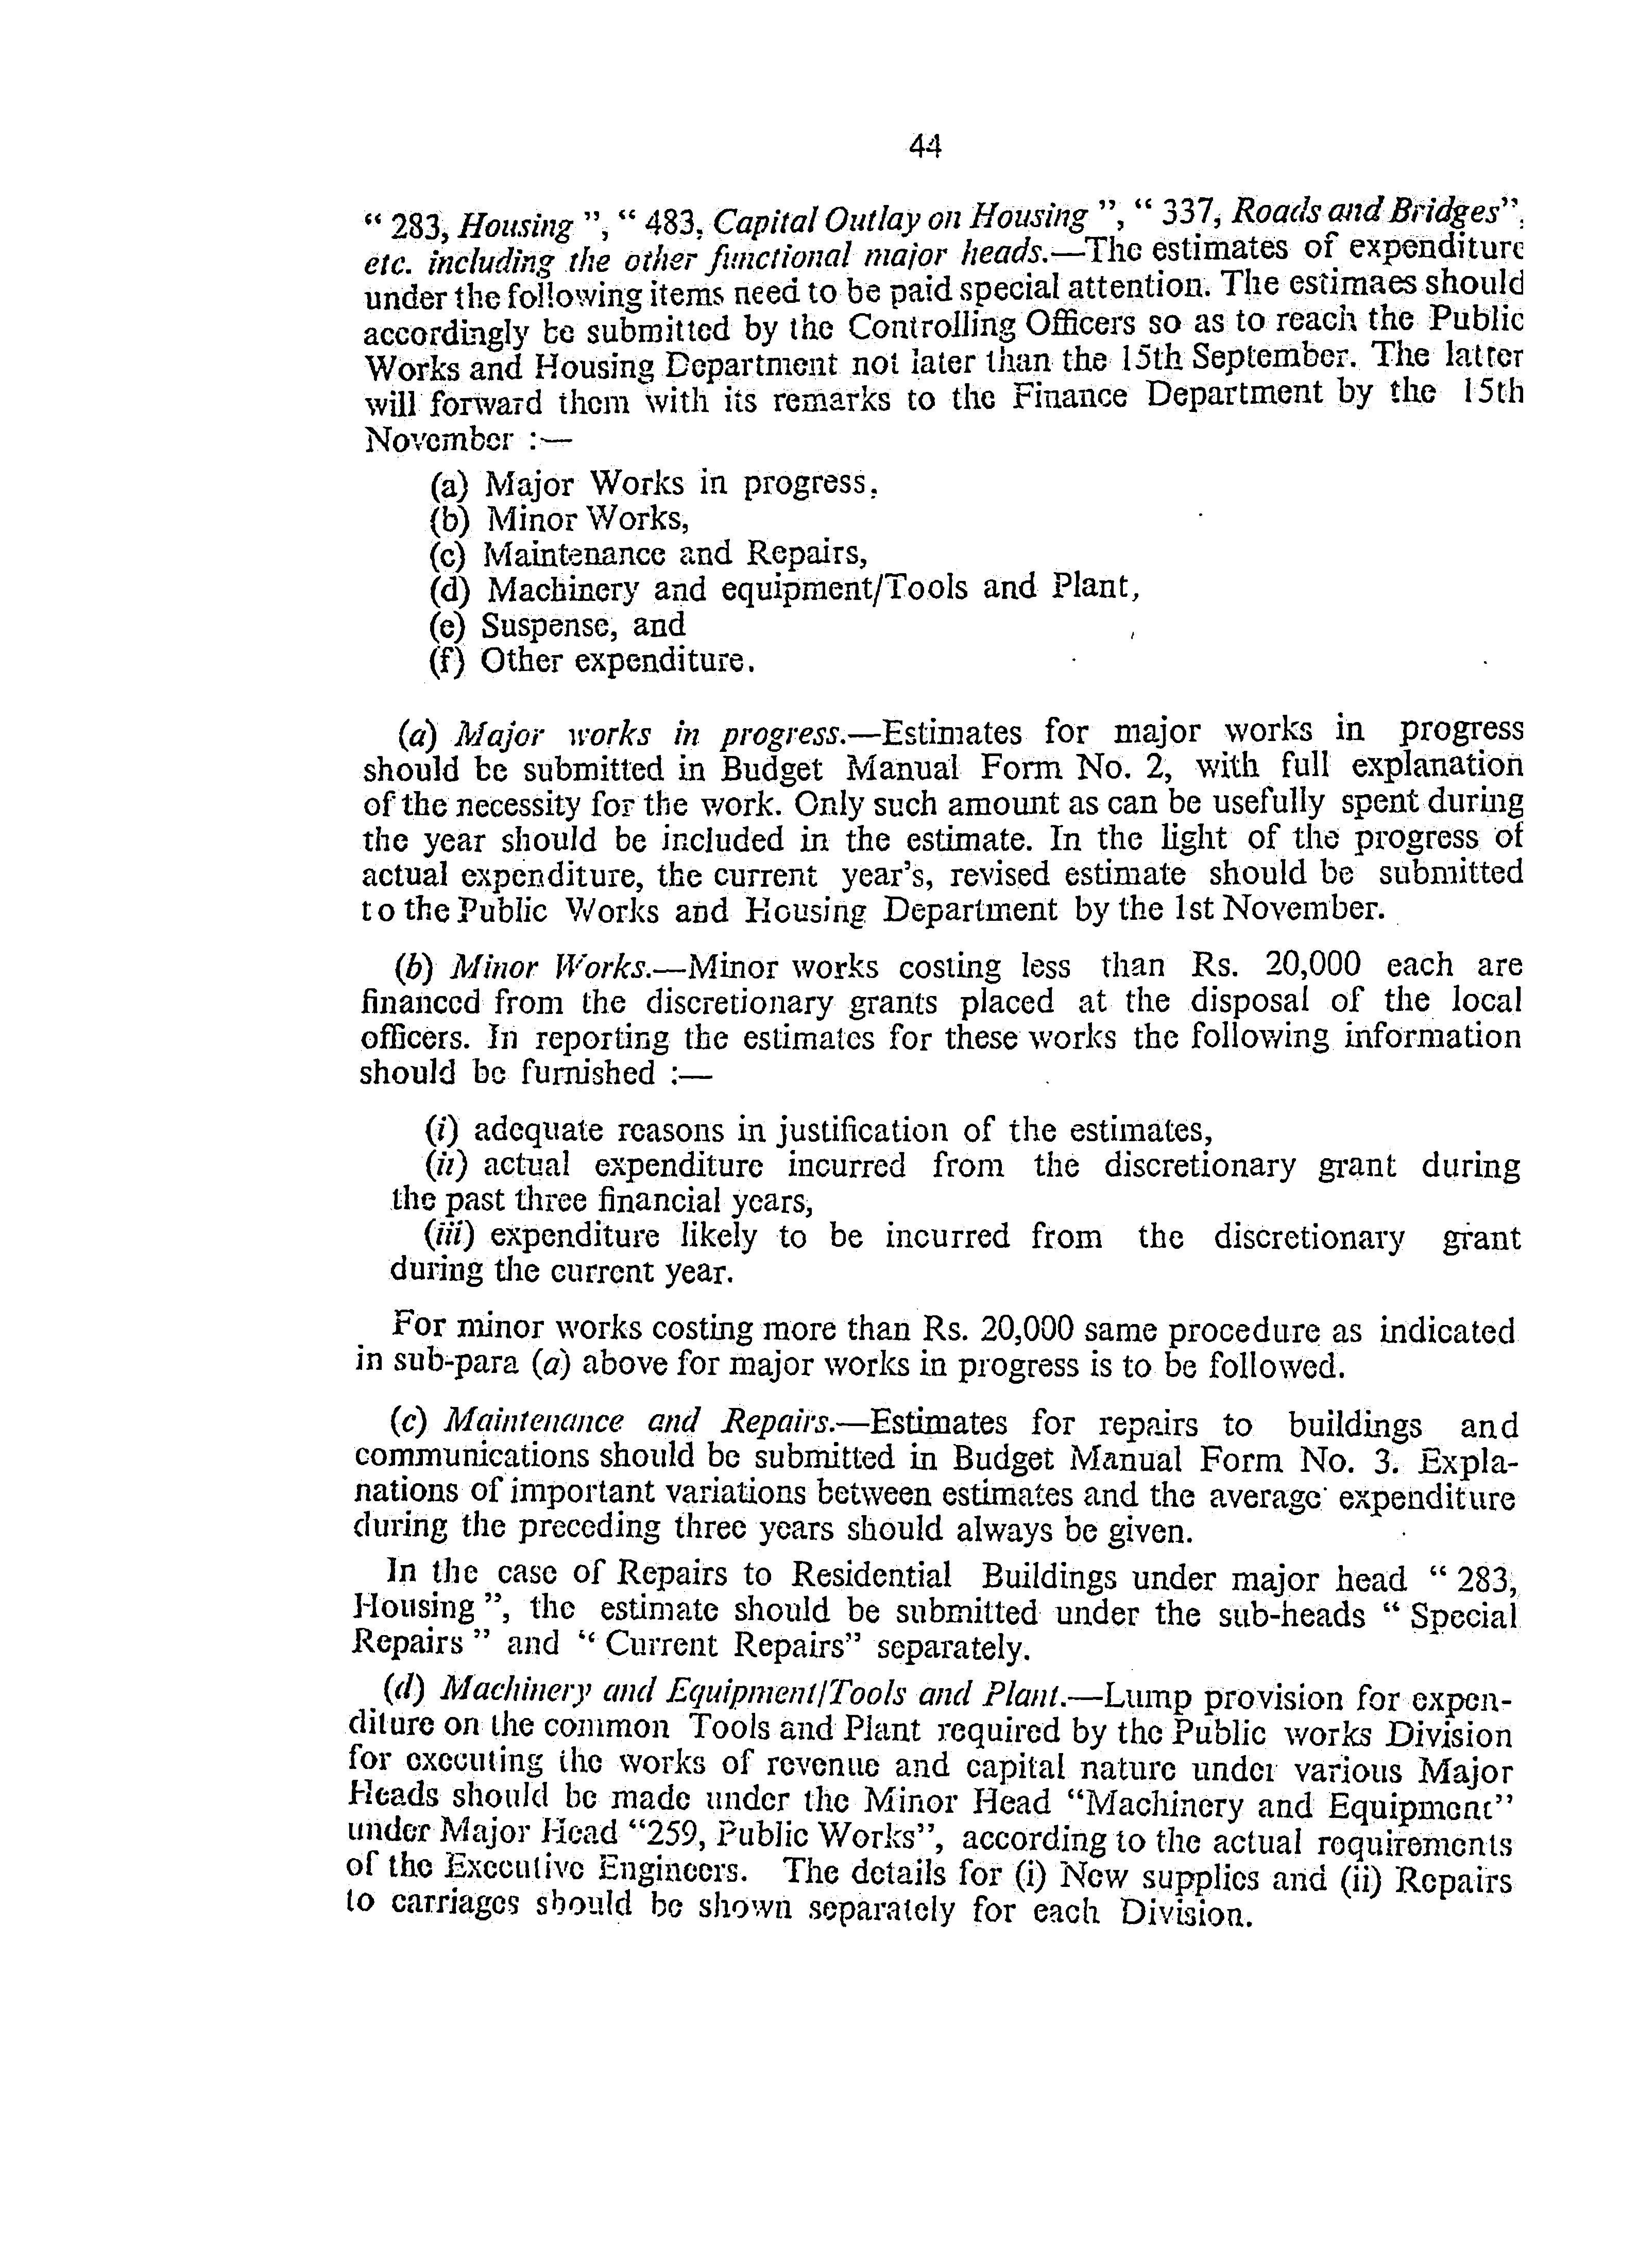 44
“ 283, Housing ”, “ 483, Capital Outlay on Housing ”, “ 337, Roads and Bridges”,
etc. including the other functional major heads.—The estimates of expenditure
under the following items need to be paid special attention. The estimaes should
accordingly be submitted by the Controlling Officers so as to reach the Public
Works and Housing Department not later than the 15th September. The latter
will forward them with its remarks to the Finance Department by the 15th
November :—
(a) Major Works in progress,
(b) Minor Works,
(c) Maintenance and Repairs,
(d) Machinery and equipment/Tools and Plant,
(e) Suspense, and
(f) Other expenditure.
(a) Major works in progress.—Estimates for major works in progress
should be submitted in Budget Manual Form No. 2, with full explanation
of the necessity for the work. Only such amount as can be usefully spent during
the year should be included in the estimate. In the light of the progress of
actual expenditure, the current year’s, revised estimate should be submitted
to the Public Works and Housing Department by the 1st November.
(b) Minor Works.—Minor works costing less than Rs. 20,000 each are
financed from the discretionary grants placed at the disposal of the local
officers. In reporting the estimates for these works the following information
should be furnished :—
(i) adequate reasons in justification of the estimates,
(ii) actual expenditure incurred from the discretionary grant during
the past three financial years,
(iii) expenditure likely to be incurred from the discretionary grant
during the current year.
For minor works costing more than Rs. 20,000 same procedure as indicated
in sub-para (a) above for major works in progress is to be followed.
(c) Maintenance and Repairs.—Estimates for repairs to buildings and
communications should be submitted in Budget Manual Form No. 3. Expla-
nations of important variations between estimates and the average expenditure
during the preceding three years should always be given.
In the case of Repairs to Residential Buildings under major head “ 283,
Housing ”, the estimate should be submitted under the sub-heads “ Special
Repairs ” and “ Current Repairs” separately.
(d) Machinery and Equipment/Tools and Plant.—Lump provision for expen-
diture on the common Tools and Plant required by the Public works Division
for executing the works of revenue and capital nature under various Major
Heads should be made under the Minor Head “Machinery and Equipment”
under Major Head “259, Public Works”, according to the actual requirements
of the Executive Engineers. The details for (i) New supplies and (ii) Repairs
to carriages should be shown separately for each Division.